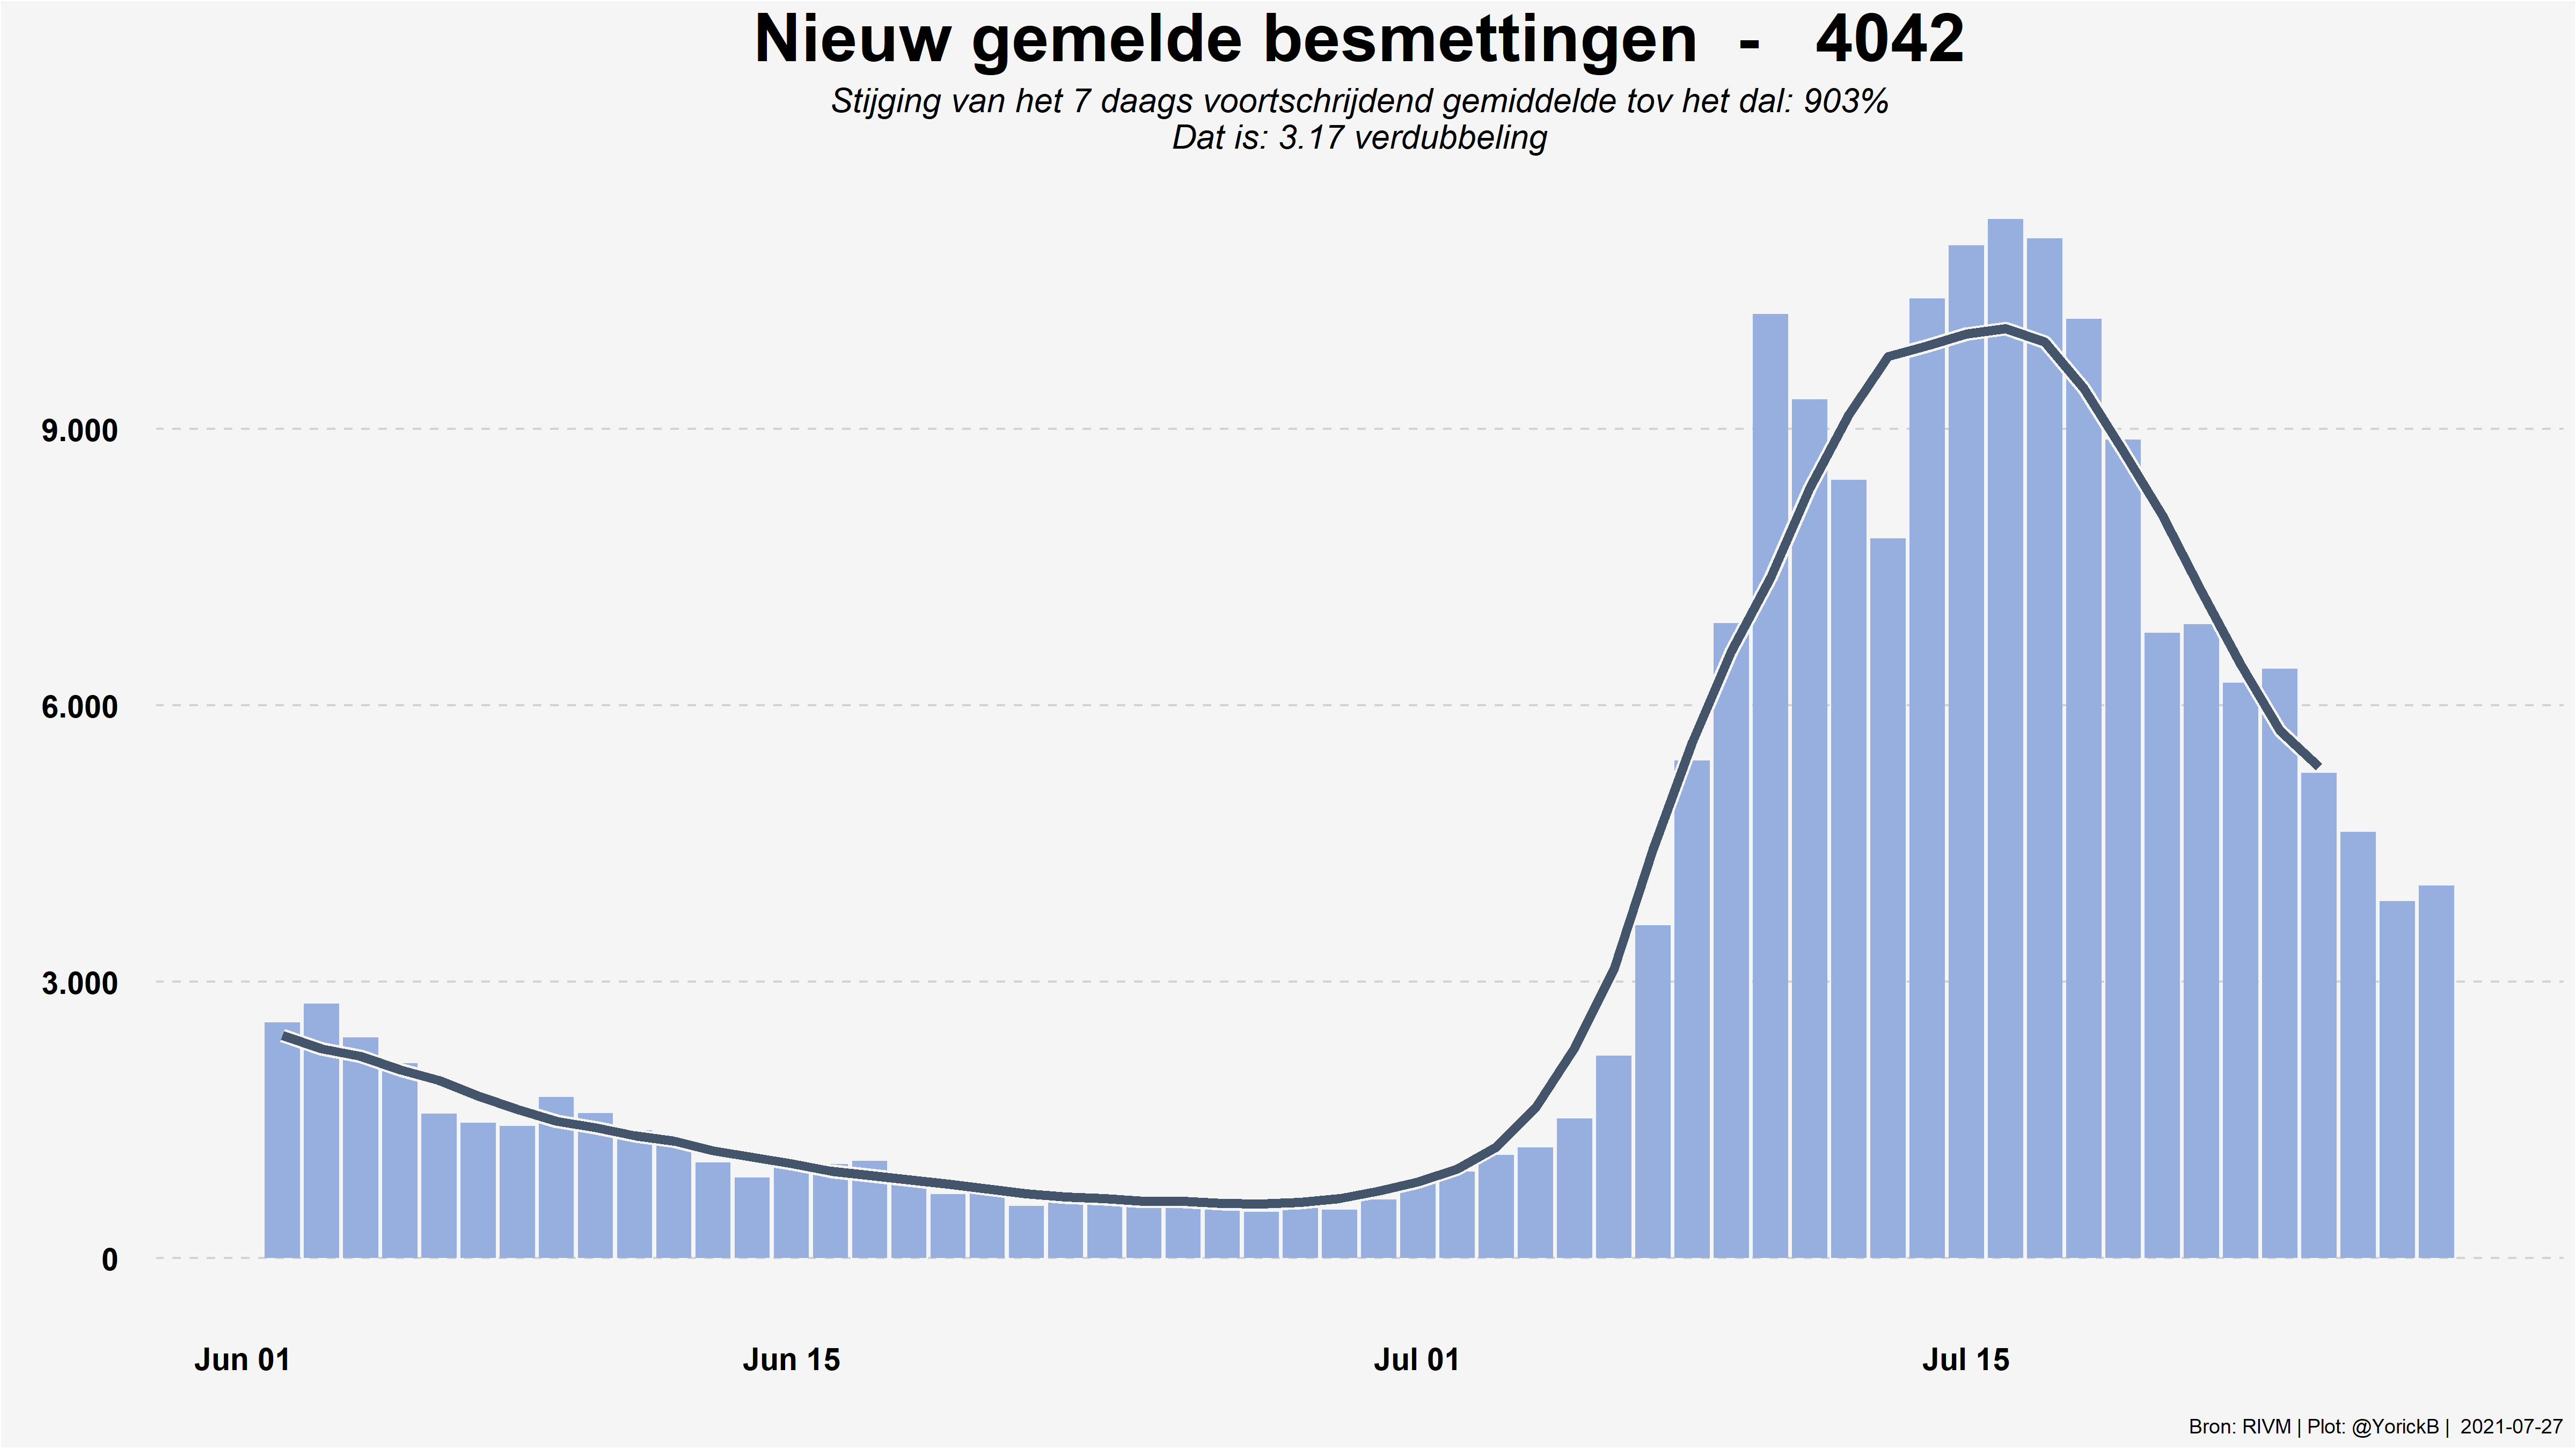 Nieuw gemelde besmettingen - 4042
Stijging van het 7 daags voortschrijdend gemiddelde tov het dal: 903%
Dat is: 3.17 verdubbeling
9.000
6.000
3.000
0
Jun 01
Jun 15
Jul 01
Jul 15
Bron: RIVM | Plot: @YorickB | 2021-07-27